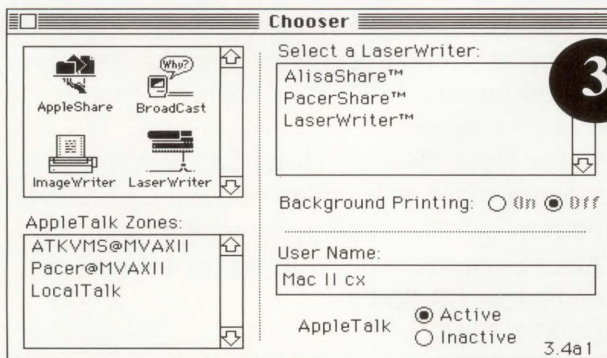 Chooser
Why?
AppleShare BroadCast
ImageWriter LaserWriter
AppleTalk Zones:
ATKVMS@MVAXII
Pacer@MVAXII
LocalTalk
Select a LaserWriter:
AlisaShare™
PacerShare™
LaserWriter™
3
Background Printing: On Off
User Name:
Mac II cx
AppleTalk Active
Inactive
3.4a1